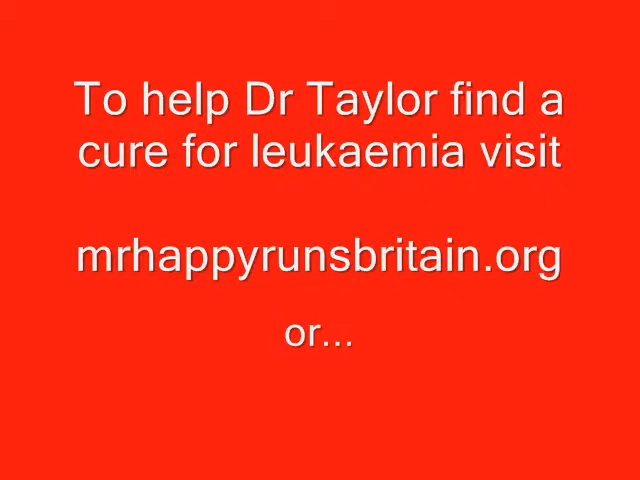 To help Dr Taylor find a
cure for leukaemia visit
mrhappyrunsbritain.org
or...